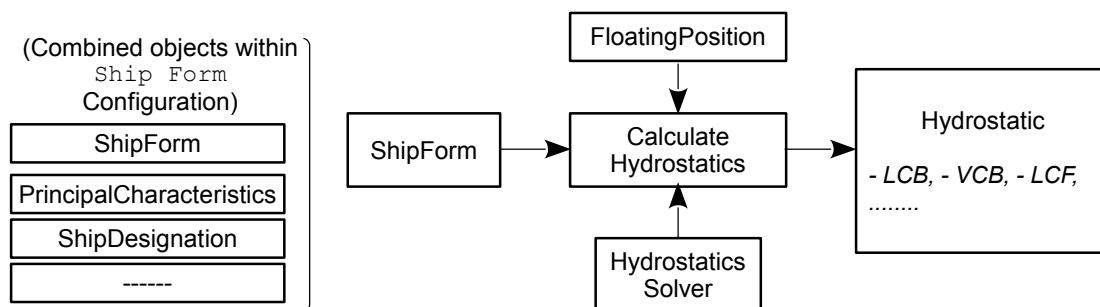 (Combined objects within
Ship Form
Configuration)
ShipForm
PrincipalCharacteristics
ShipDesignation
------
FloatingPosition
ShipForm
Calculate
Hydrostatics
Hydrostatics
Solver
Hydrostatic
- LCB, - VCB, - LCF,
........